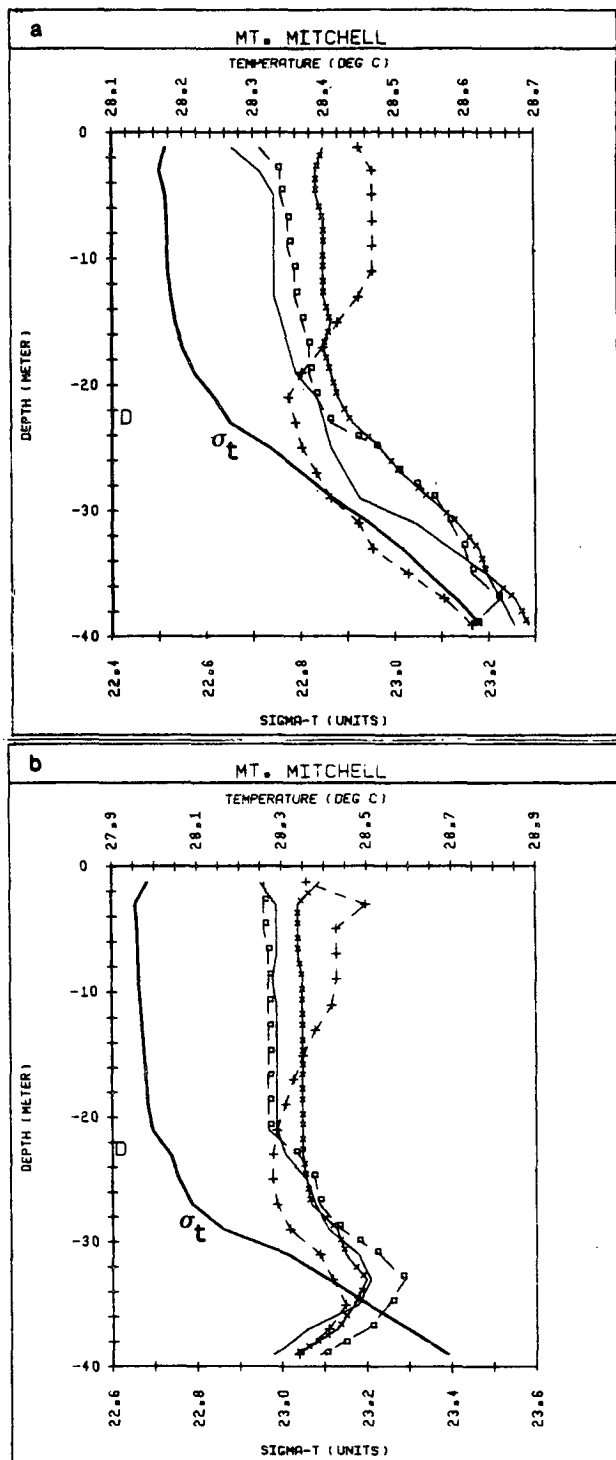 a
MT. MITCHELL
TEMPERATURE (DEG C)
28.1 28.2 28.3 28.4 28.5 28.6 28.7
0
-10
-20
-30
-40
DEPTH (METER)
D
σt
22.4 22.6 22.8 23.0 23.2
SIGMA-T (UNITS)
b
MT. MITCHELL
TEMPERATURE (DEG C)
27.9 28.1 28.3 28.5 28.7 28.9
0
-10
-20
-30
-40
DEPTH (METER)
D
σt
22.6 22.8 23.0 23.2 23.4 23.6
SIGMA-T (UNITS)